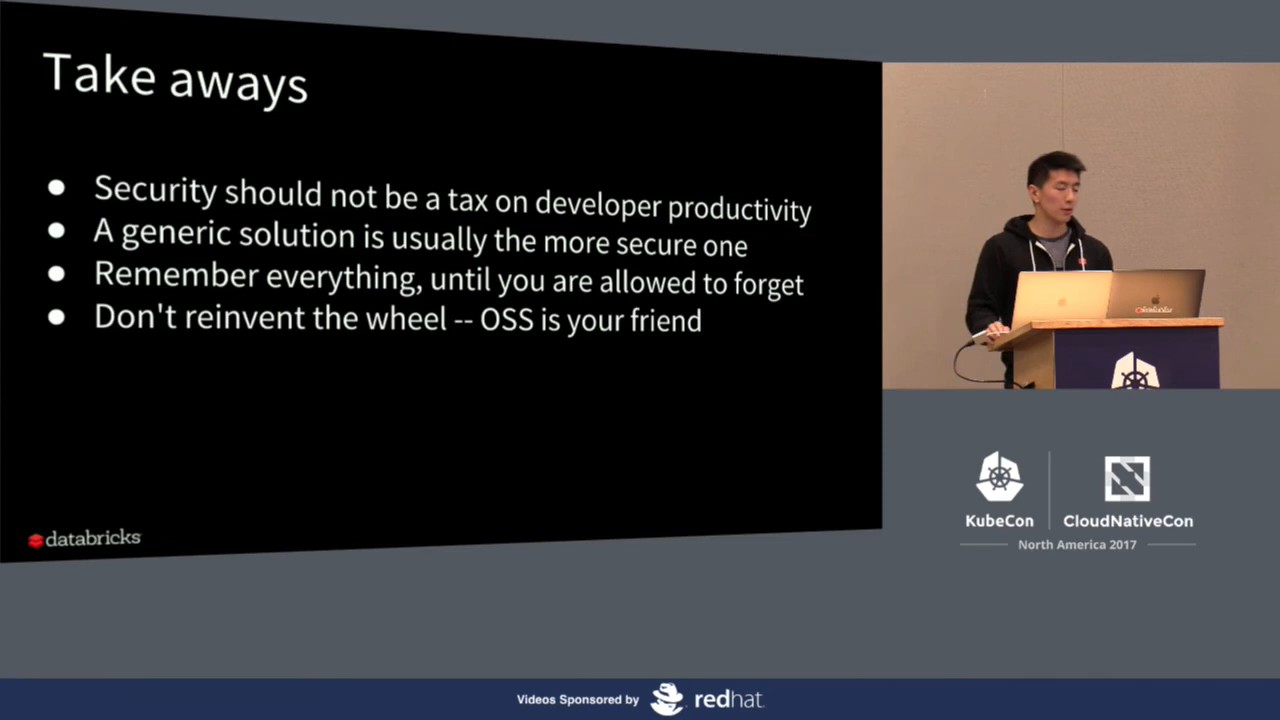 Take aways
Security should not be a tax on developer productivity
A generic solution is usually the more secure one
Remember everything, until you are allowed to forget
Don't reinvent the wheel -- OSS is your friend
databricks
KubeCon
CloudNativeCon
North America 2017
Videos Sponsored by
redhat